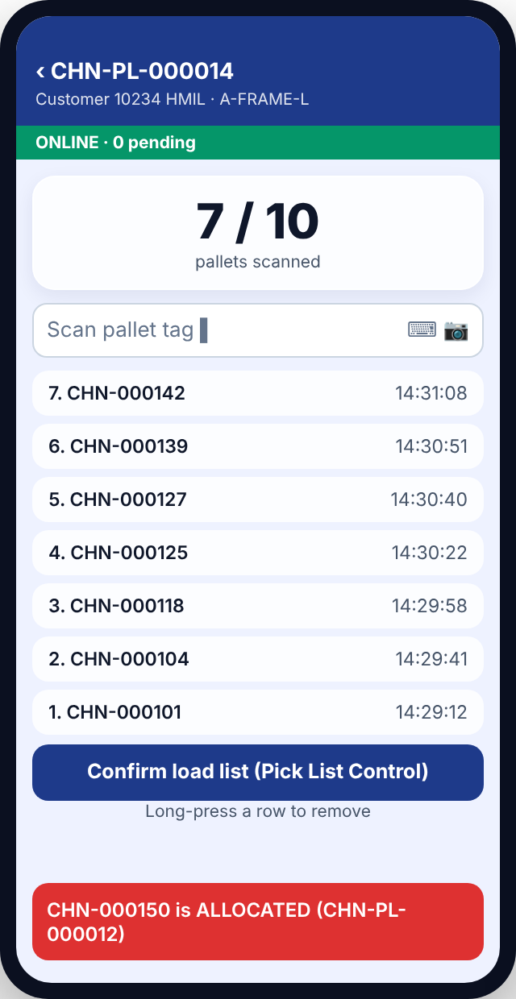 ‹ CHN-PL-000014
Customer 10234 HMIL · A-FRAME-L
ONLINE · 0 pending
7 / 10
pallets scanned
Scan pallet tag
7. CHN-000142 14:31:08
6. CHN-000139 14:30:51
5. CHN-000127 14:30:40
4. CHN-000125 14:30:22
3. CHN-000118 14:29:58
2. CHN-000104 14:29:41
1. CHN-000101 14:29:12
Confirm load list (Pick List Control)
Long-press a row to remove
CHN-000150 is ALLOCATED (CHN-PL-
000012)